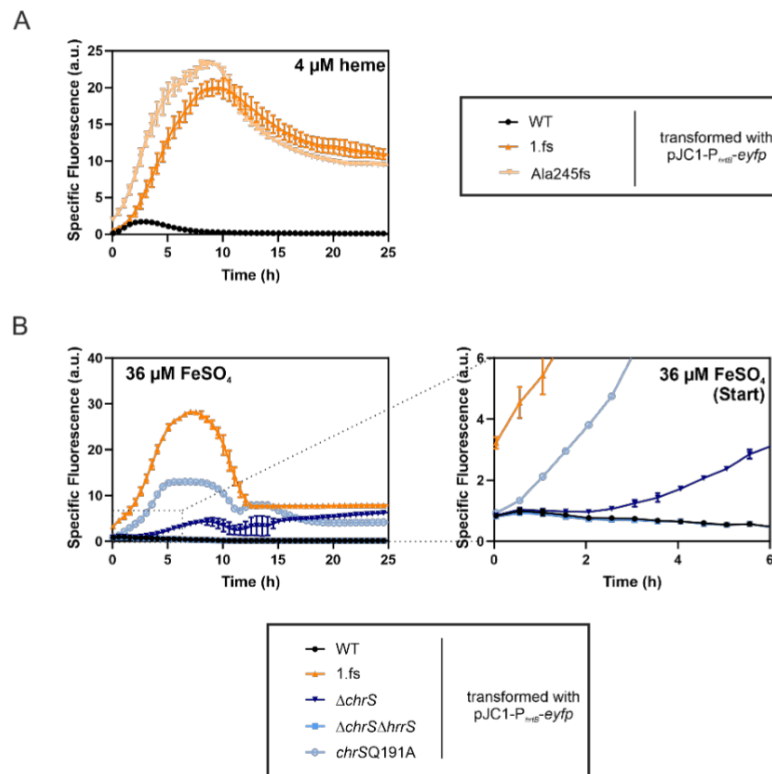 A
Specific Fluorescence (a.u.)
25
20
15
10
5
0
4 µM heme
0 5 10 15 20 25
Time (h)
WT
1.fs
Ala245fs
transformed with
pJC1-PhrtB-eyfp
B
Specific Fluorescence (a.u.)
40
30
20
10
0
36 µM FeSO₄
0 5 10 15 20 25
Time (h)
Specific Fluorescence (a.u.)
6
4
2
0
36 µM FeSO₄
(Start)
0 2 4 6
Time (h)
WT
1.fs
ΔchrS
ΔchrSΔhrrS
chrSQ191A
transformed with
pJC1-PhrtB-eyfp